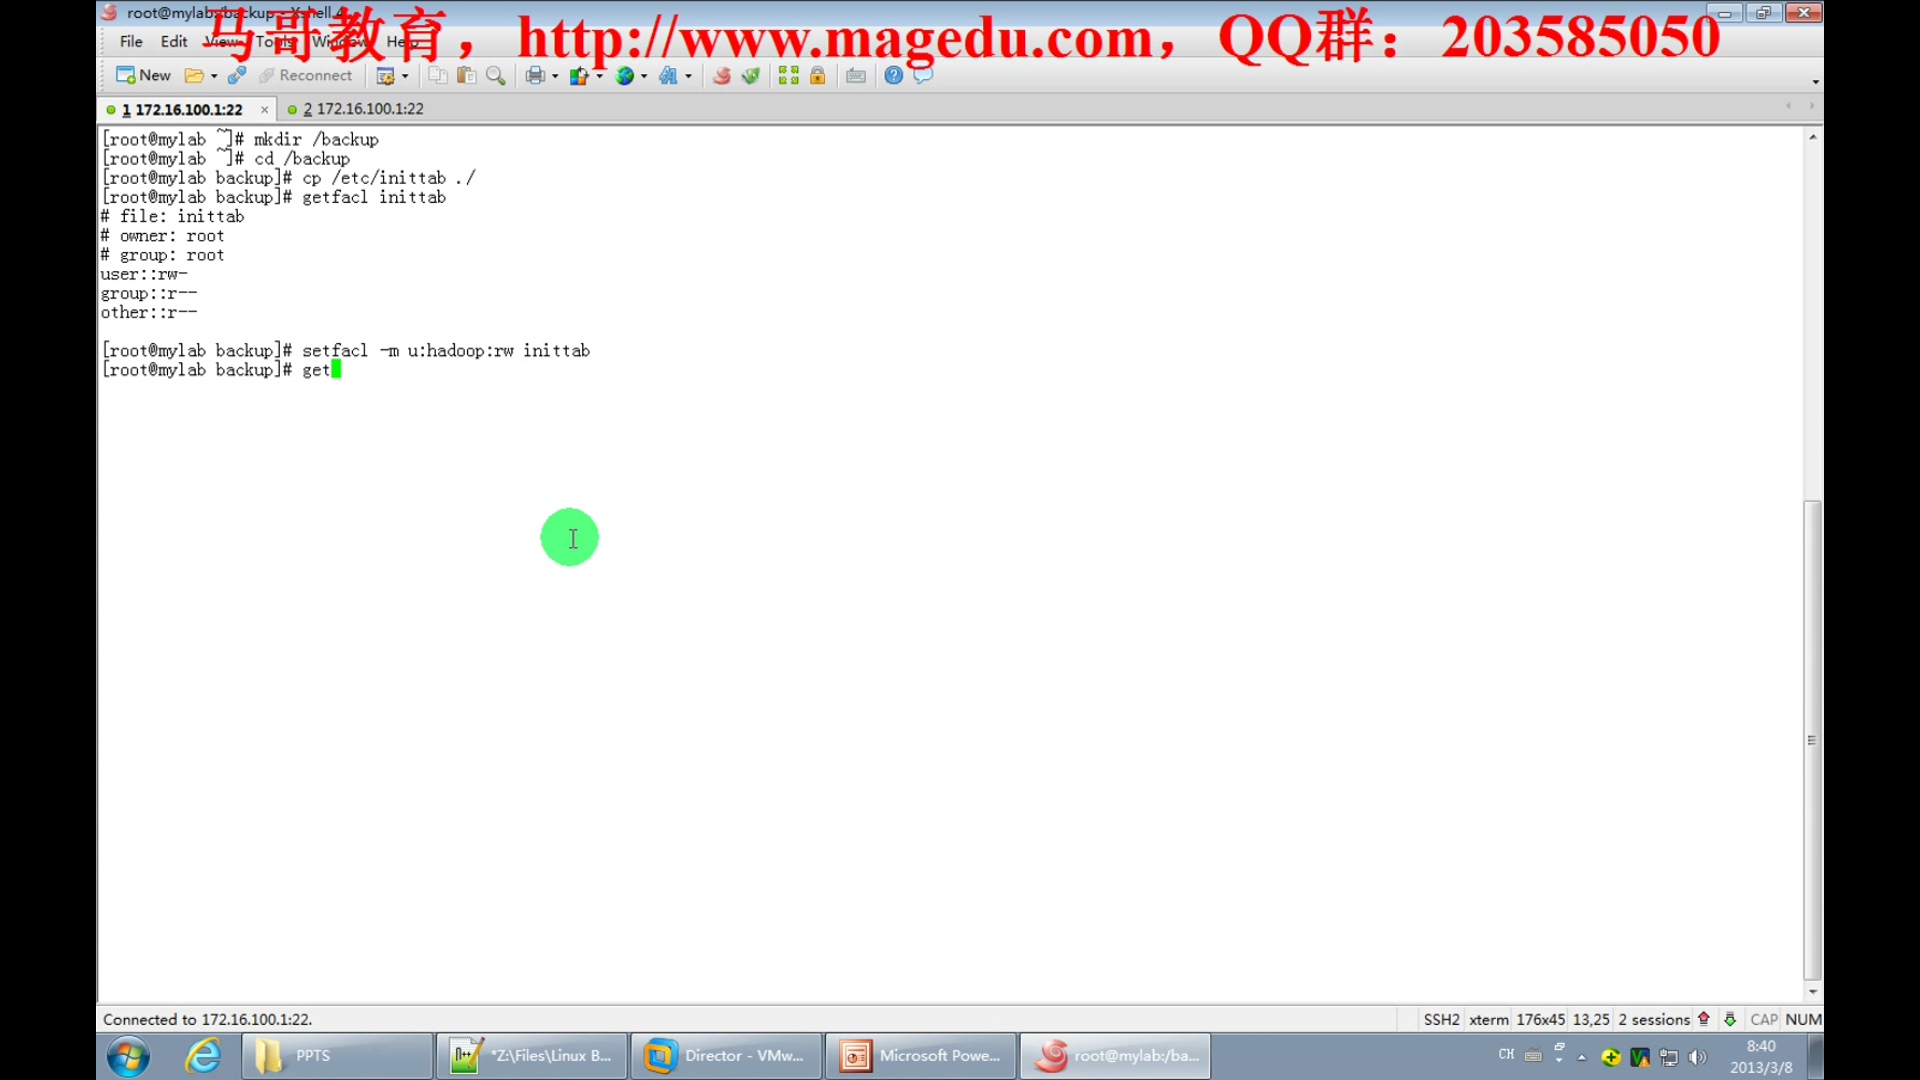 root@mylab:/backup - Xshell 4
马哥教育，http://www.magedu.com，QQ群：203585050
File Edit View Tools Window Help
New Reconnect
1 172.16.100.1:22 × 2 172.16.100.1:22
[root@mylab ~]# mkdir /backup
[root@mylab ~]# cd /backup
[root@mylab backup]# cp /etc/inittab ./
[root@mylab backup]# getfacl inittab
# file: inittab
# owner: root
# group: root
user::rw-
group::r--
other::r--
[root@mylab backup]# setfacl -m u:hadoop:rw inittab
[root@mylab backup]# get
Connected to 172.16.100.1:22.
SSH2 xterm 176x45 13,25 2 sessions CAP NUM
PPTS
*Z:\Files\Linux B...
Director - VMw...
Microsoft Powe...
root@mylab:/ba...
CH
8:40
2013/3/8